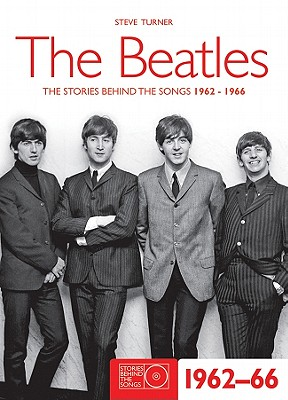 STEVE TURNER
The Beatles
THE STORIES BEHIND THE SONGS 1962 - 1966
STORIES
BEHIND
THE SONGS
1962–66